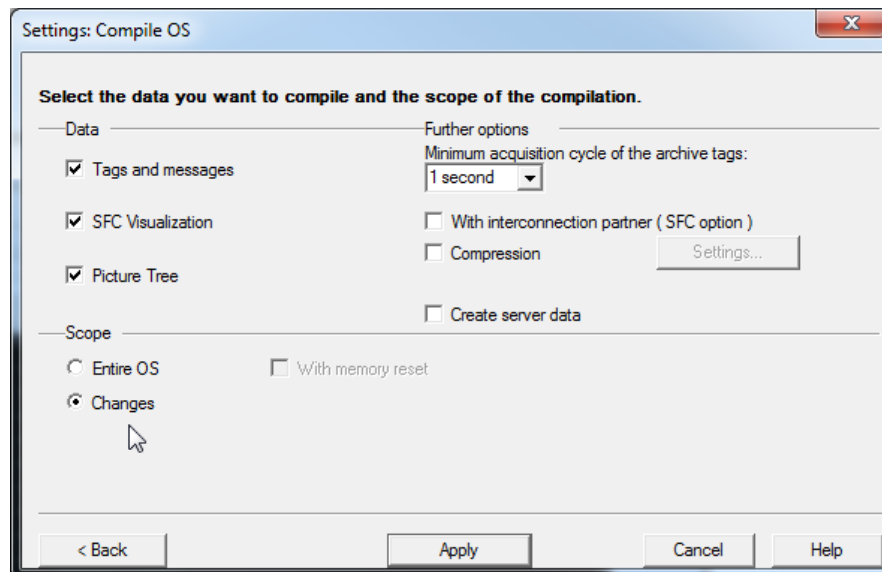 Settings: Compile OS
Select the data you want to compile and the scope of the compilation.
Data
Further options
Minimum acquisition cycle of the archive tags:
Tags and messages
1 second
SFC Visualization
With interconnection partner ( SFC option )
Compression
Settings...
Picture Tree
Create server data
Scope
Entire OS
With memory reset
Changes
< Back
Apply
Cancel
Help